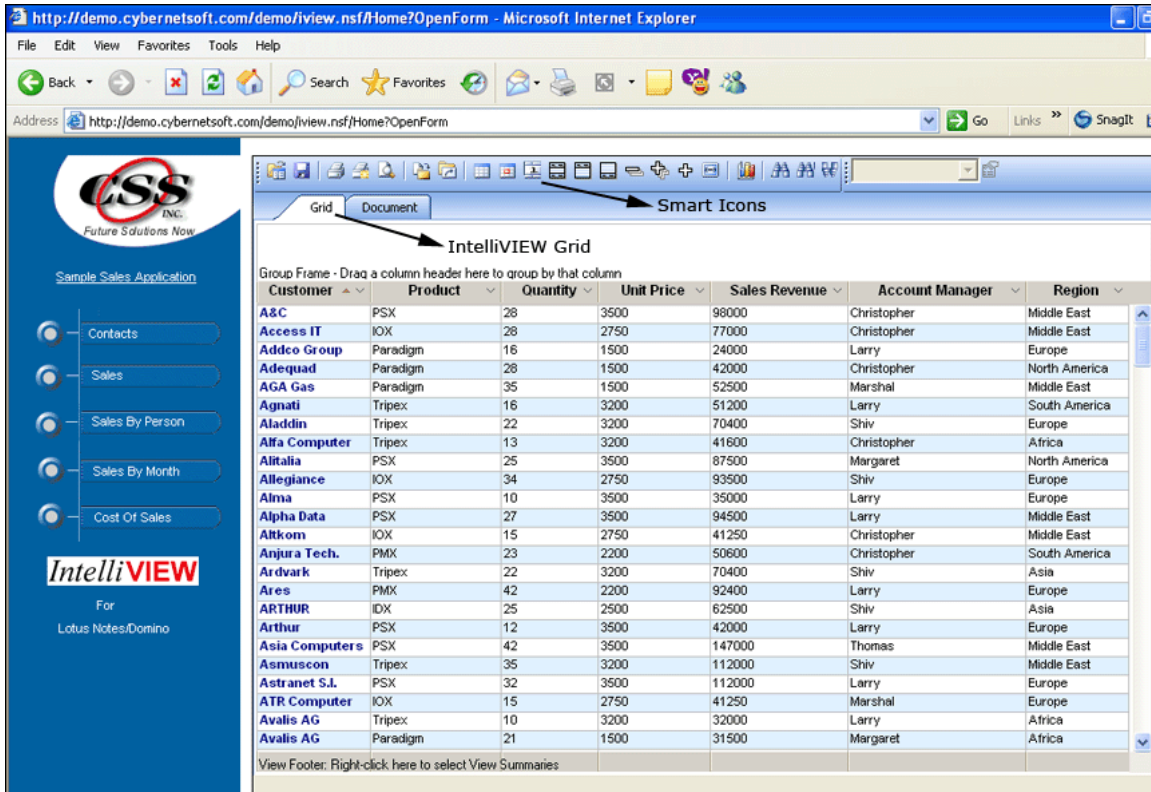 http://demo.cybernetsoft.com/demo/iview.nsf/Home?OpenForm - Microsoft Internet Explorer
File Edit View Favorites Tools Help
Back Search Favorites
Address http://demo.cybernetsoft.com/demo/iview.nsf/Home?OpenForm Go Links » SnagIt
CSS
INC.
Future Solutions Now
Sample Sales Application
Contacts
Sales
Sales By Person
Sales By Month
Cost Of Sales
IntelliVIEW
For
Lotus Notes/Domino
Smart Icons
Grid Document
IntelliVIEW Grid
Group Frame - Drag a column header here to group by that column
Customer Product Quantity Unit Price Sales Revenue Account Manager Region
A&C PSX 28 3500 98000 Christopher Middle East
Access IT IOX 28 2750 77000 Christopher Middle East
Addco Group Paradigm 16 1500 24000 Larry Europe
Adequad Paradigm 28 1500 42000 Christopher North America
AGA Gas Paradigm 35 1500 52500 Marshal Middle East
Agnati Tripex 16 3200 51200 Larry South America
Aladdin Tripex 22 3200 70400 Shiv Europe
Alfa Computer Tripex 13 3200 41600 Christopher Africa
Alitalia PSX 25 3500 87500 Margaret North America
Allegiance IOX 34 2750 93500 Shiv Europe
Alma PSX 10 3500 35000 Larry Europe
Alpha Data PSX 27 3500 94500 Larry Middle East
Altkom IOX 15 2750 41250 Christopher Middle East
Anjura Tech. PMX 23 2200 50600 Christopher South America
Ardvark Tripex 22 3200 70400 Shiv Asia
Ares PMX 42 2200 92400 Larry Europe
ARTHUR IDX 25 2500 62500 Shiv Asia
Arthur PSX 12 3500 42000 Larry Europe
Asia Computers PSX 42 3500 147000 Thomas Middle East
Asmuscon Tripex 35 3200 112000 Shiv Middle East
Astranet S.I. PSX 32 3500 112000 Larry Europe
ATR Computer IOX 15 2750 41250 Marshal Europe
Avalis AG Tripex 10 3200 32000 Larry Africa
Avalis AG Paradigm 21 1500 31500 Margaret Africa
View Footer: Right-click here to select View Summaries